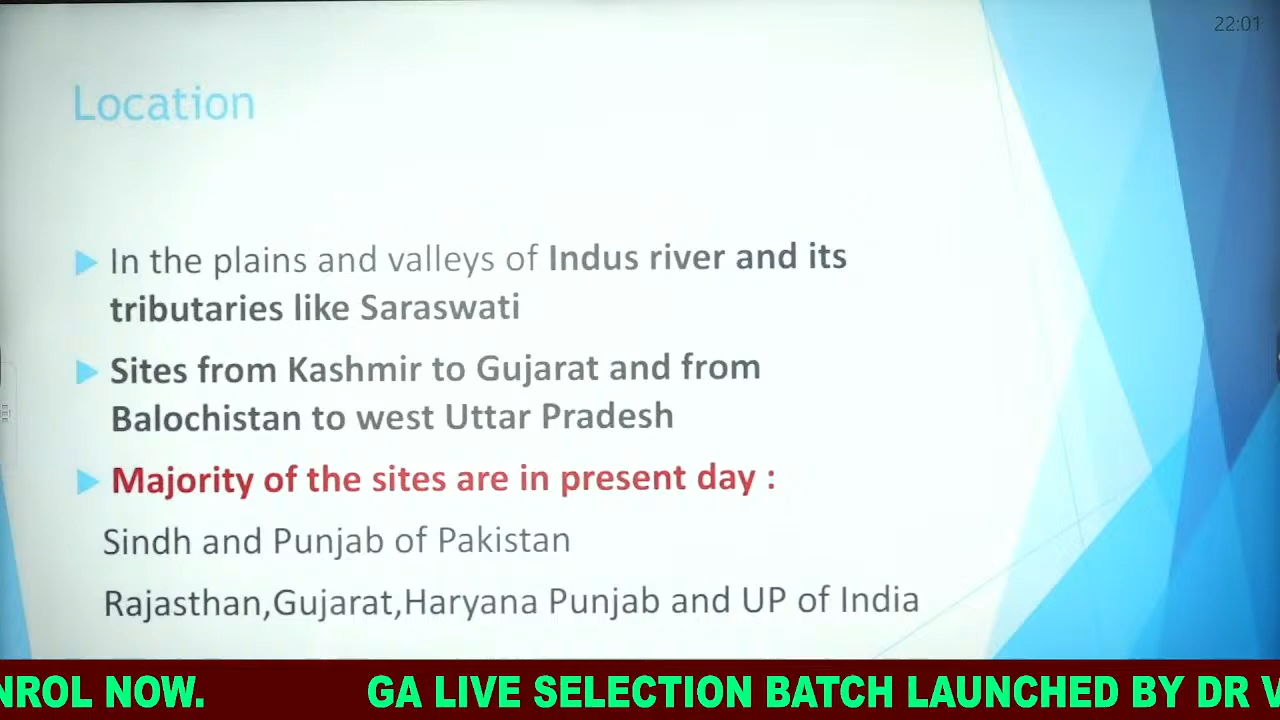 22:01
Location
In the plains and valleys of Indus river and its
tributaries like Saraswati
Sites from Kashmir to Gujarat and from
Balochistan to west Uttar Pradesh
Majority of the sites are in present day :
Sindh and Punjab of Pakistan
Rajasthan,Gujarat,Haryana Punjab and UP of India
NROL NOW. GA LIVE SELECTION BATCH LAUNCHED BY DR V